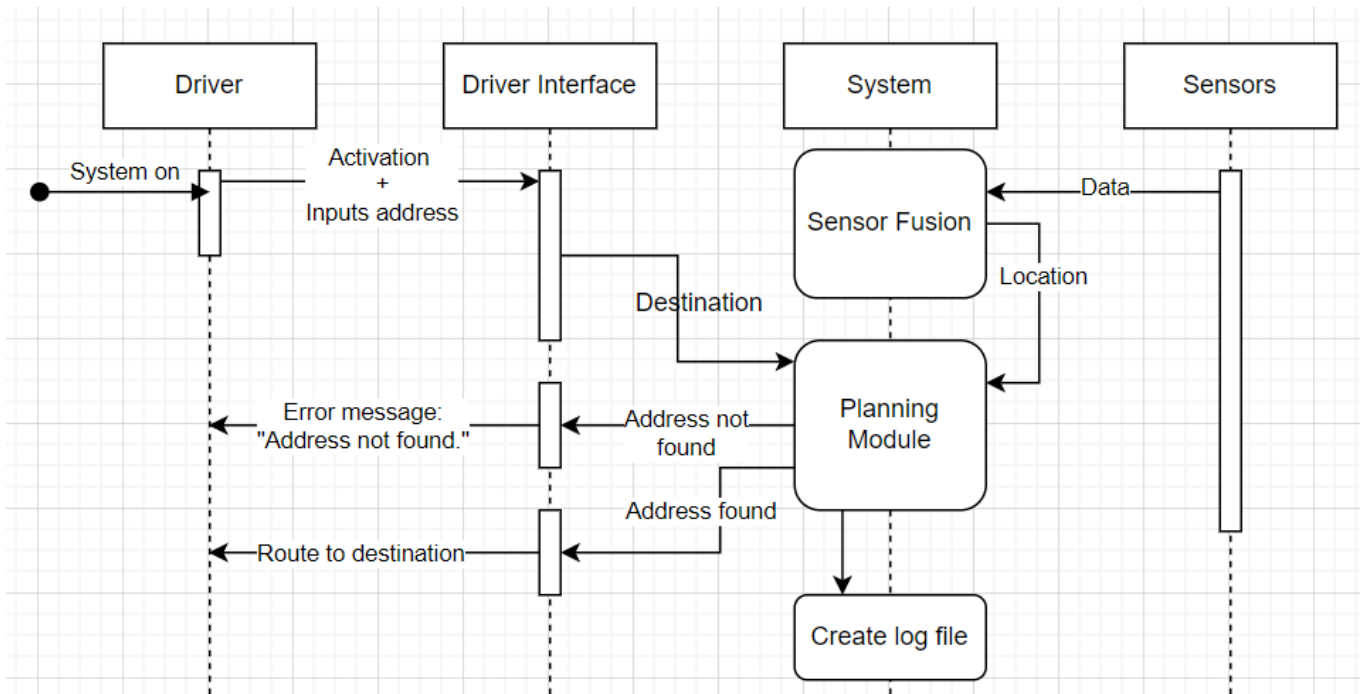 Driver
Driver Interface
System
Sensors
System on
Activation
+
Inputs address
Sensor Fusion
Data
Location
Destination
Error message:
"Address not found."
Address not
found
Planning
Module
Address found
Route to destination
Create log file